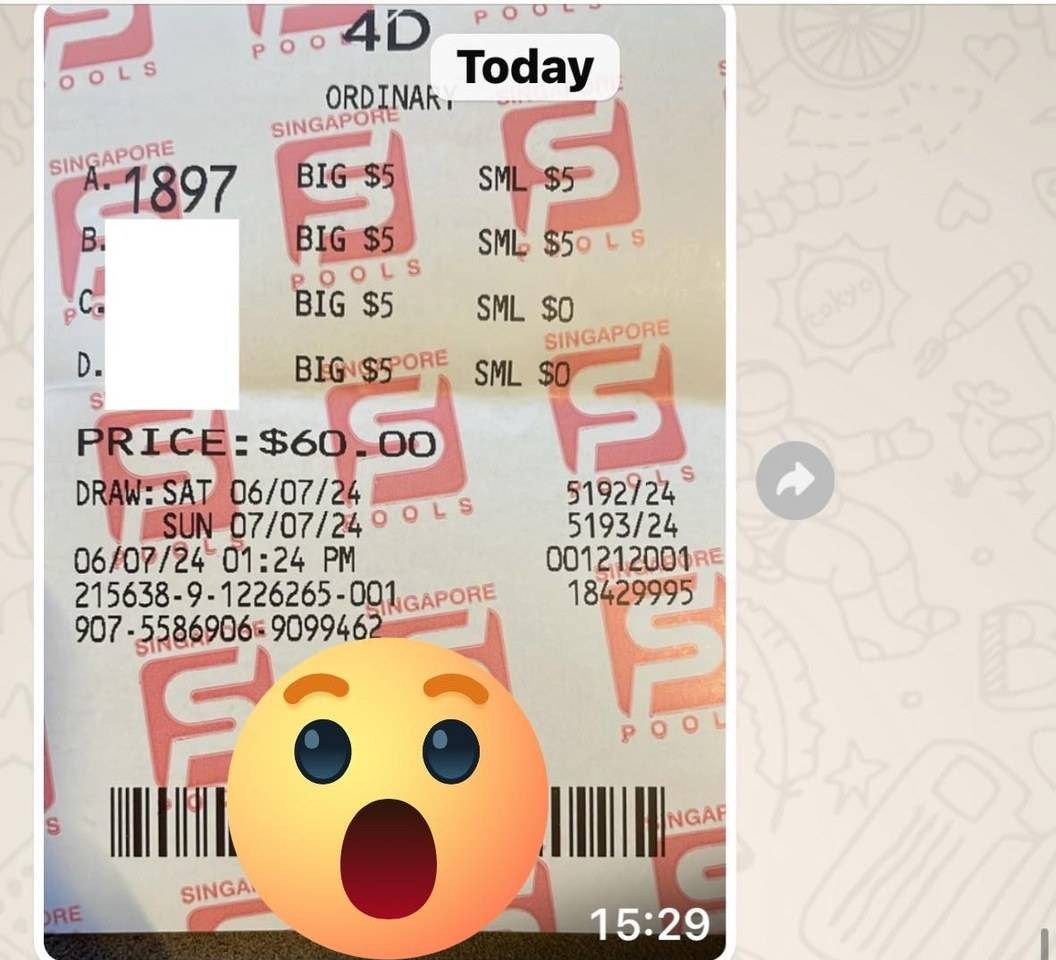 4D
Today
ORDINARY
A. 1897 BIG $5 SML $5
B. BIG $5 SML $5
C. BIG $5 SML $0
D. BIG $5 SML $0
PRICE:$60.00
DRAW: SAT 06/07/24 5192/24
SUN 07/07/24 5193/24
06/07/24 01:24 PM 001212001
215638-9-1226265-001 18429995
907-5586906-9099462
SINGAPORE POOLS
15:29